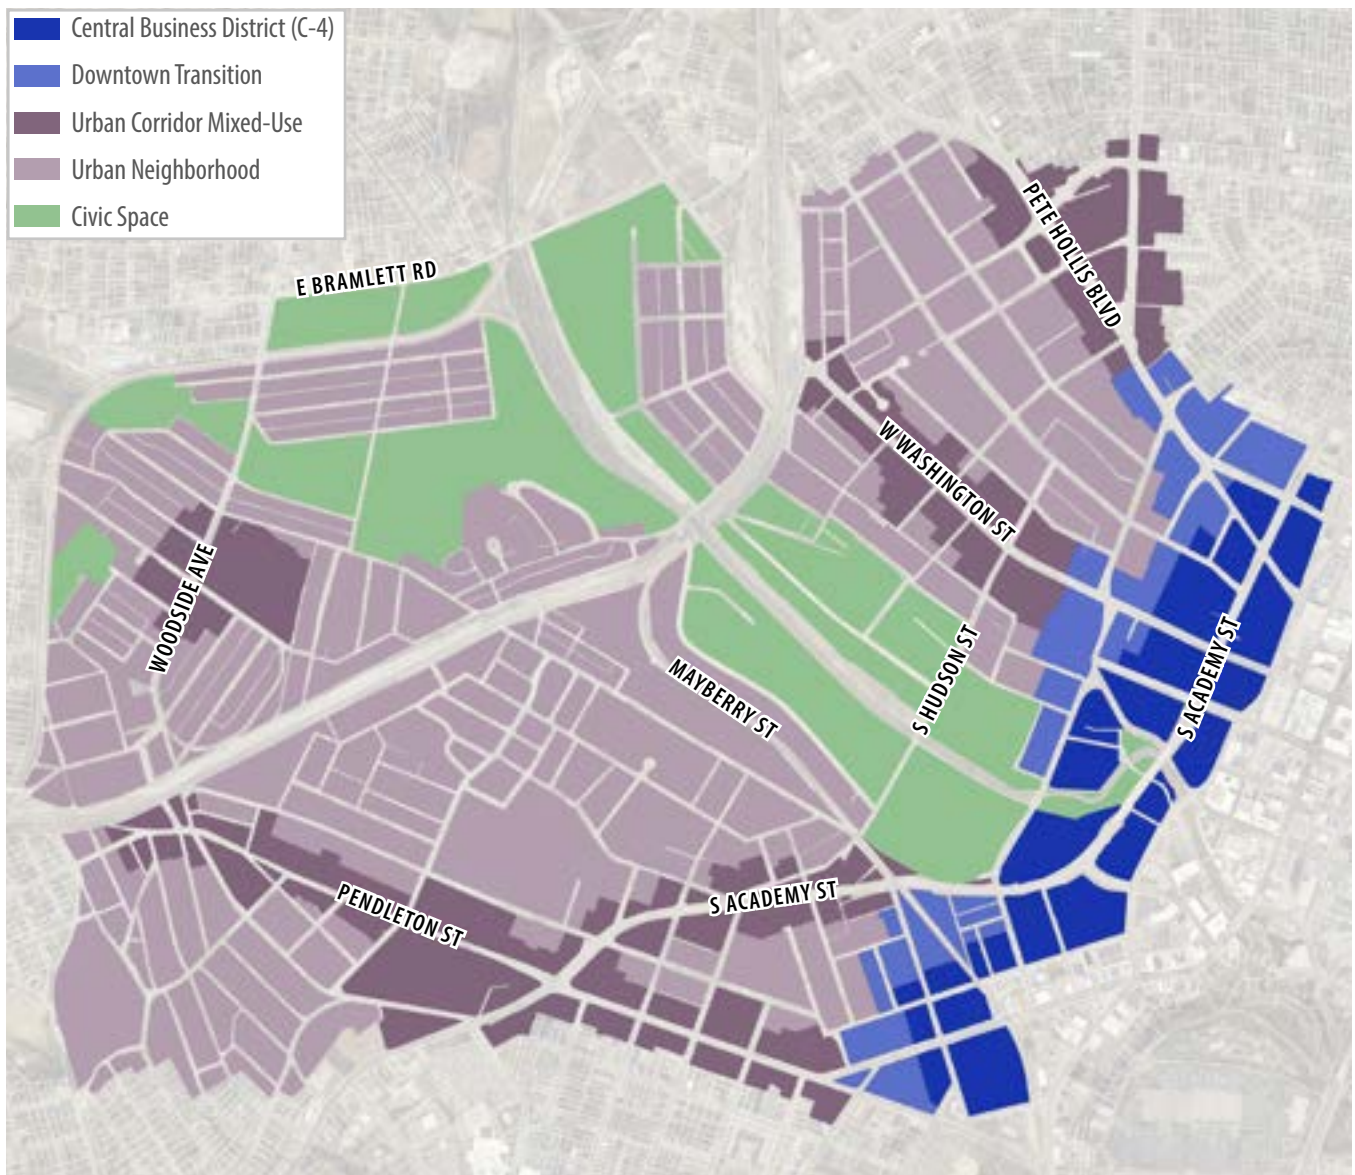 Central Business District (C-4)
Downtown Transition
Urban Corridor Mixed-Use
Urban Neighborhood
Civic Space
PETE HOLLIS BLVD
E BRAMLETT RD
W WASHINGTON ST
WOODSIDE AVE
S HUDSON ST
S ACADEMY ST
MAYBERRY ST
PENDLETON ST
S ACADEMY ST